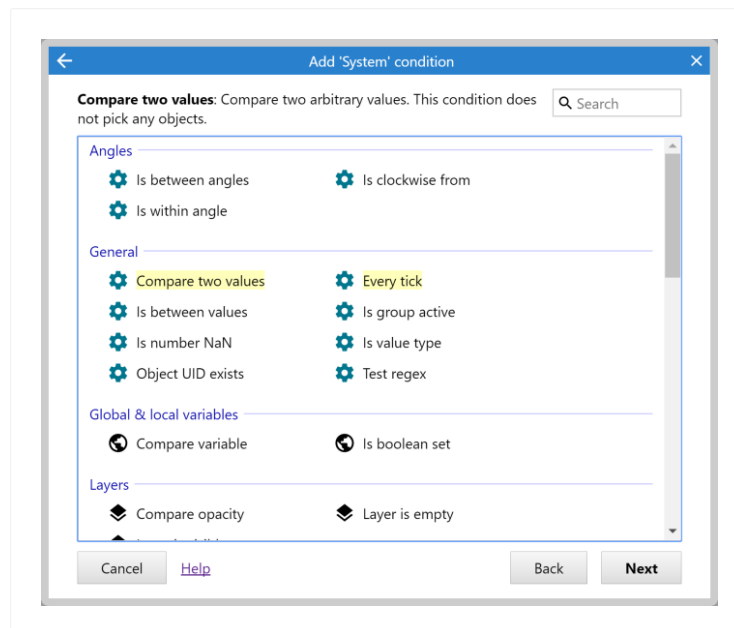 Add 'System' condition
Compare two values: Compare two arbitrary values. This condition does
not pick any objects.
Search
Angles
Is between angles
Is clockwise from
Is within angle
General
Compare two values
Every tick
Is between values
Is group active
Is number NaN
Is value type
Object UID exists
Test regex
Global & local variables
Compare variable
Is boolean set
Layers
Compare opacity
Layer is empty
Cancel
Help
Back
Next